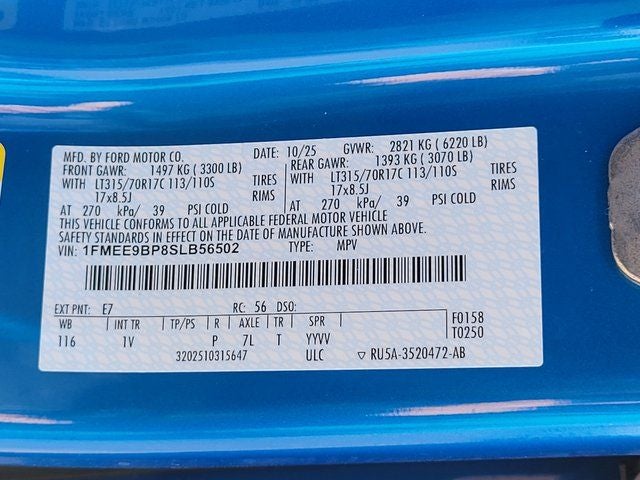 MFD. BY FORD MOTOR CO. DATE: 10/25 GVWR: 2821 KG ( 6220 LB)
FRONT GAWR: 1497 KG ( 3300 LB) REAR GAWR: 1393 KG ( 3070 LB)
WITH LT315/70R17C 113/110S TIRES WITH LT315/70R17C 113/110S TIRES
17x8.5J RIMS 17x8.5J RIMS
AT 270 kPa/ 39 PSI COLD AT 270 kPa/ 39 PSI COLD
THIS VEHICLE CONFORMS TO ALL APPLICABLE FEDERAL MOTOR VEHICLE
SAFETY STANDARDS IN EFFECT ON THE DATE OF MANUFACTURE SHOWN ABOVE.
VIN: 1FMEE9BP8SLB56502 TYPE: MPV
EXT PNT: E7 RC: 56 DSO:
WB INT TR TP/PS R AXLE TR SPR F0158
116 1V P 7L T YYVV T0250
3202510315647 ULC ▽ RU5A-3520472-AB